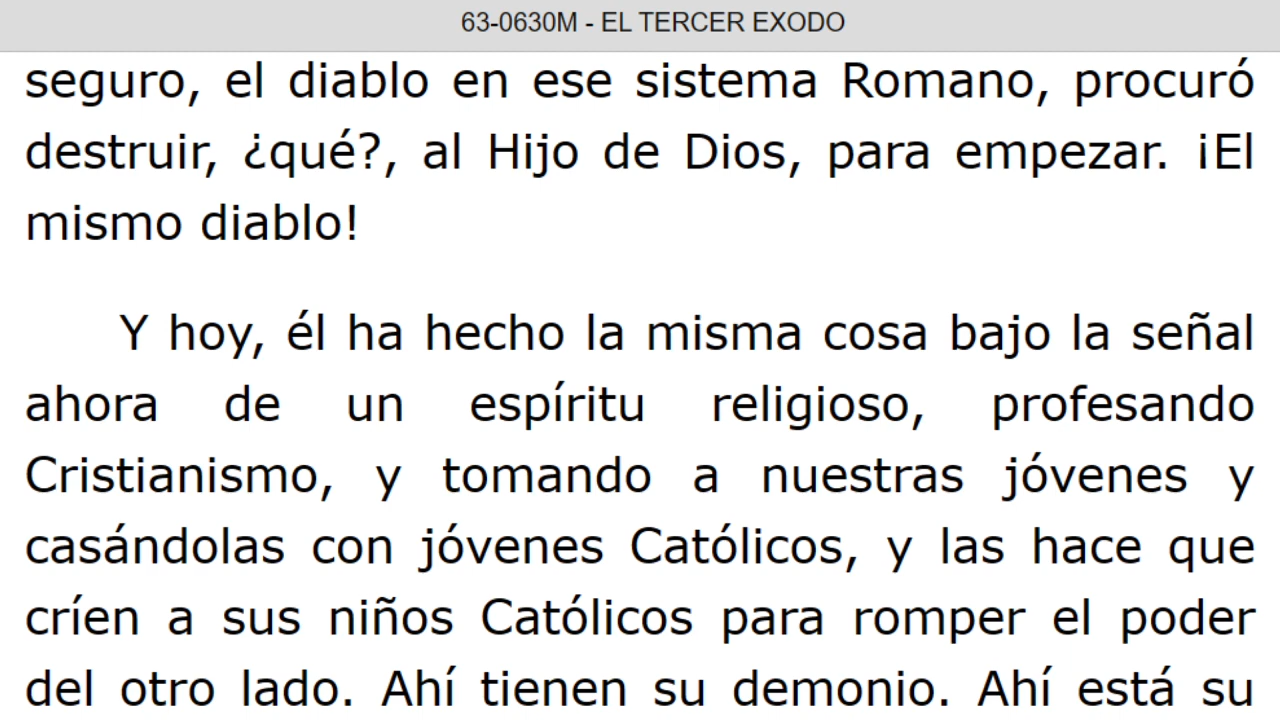 63-0630M - EL TERCER EXODO
seguro, el diablo en ese sistema Romano, procuró
destruir, ¿qué?, al Hijo de Dios, para empezar. ¡El
mismo diablo!
Y hoy, él ha hecho la misma cosa bajo la señal
ahora de un espíritu religioso, profesando
Cristianismo, y tomando a nuestras jóvenes y
casándolas con jóvenes Católicos, y las hace que
críen a sus niños Católicos para romper el poder
del otro lado. Ahí tienen su demonio. Ahí está su